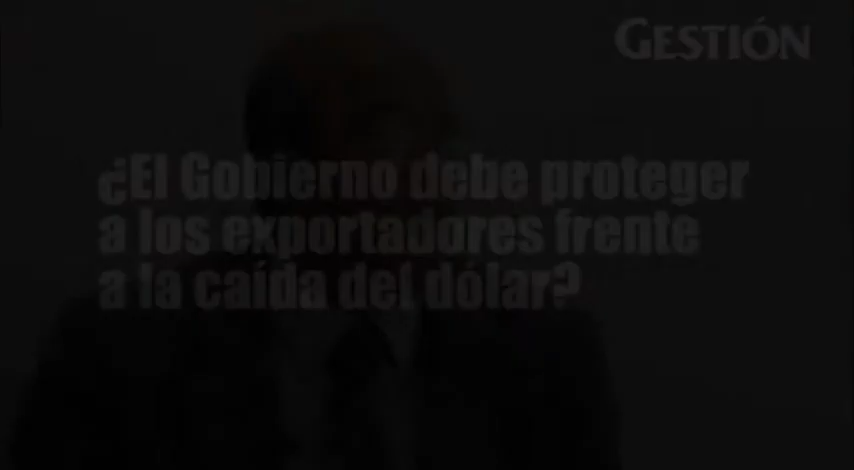 GESTIÓN
¿El Gobierno debe proteger
a los exportadores frente
a la caída del dólar?